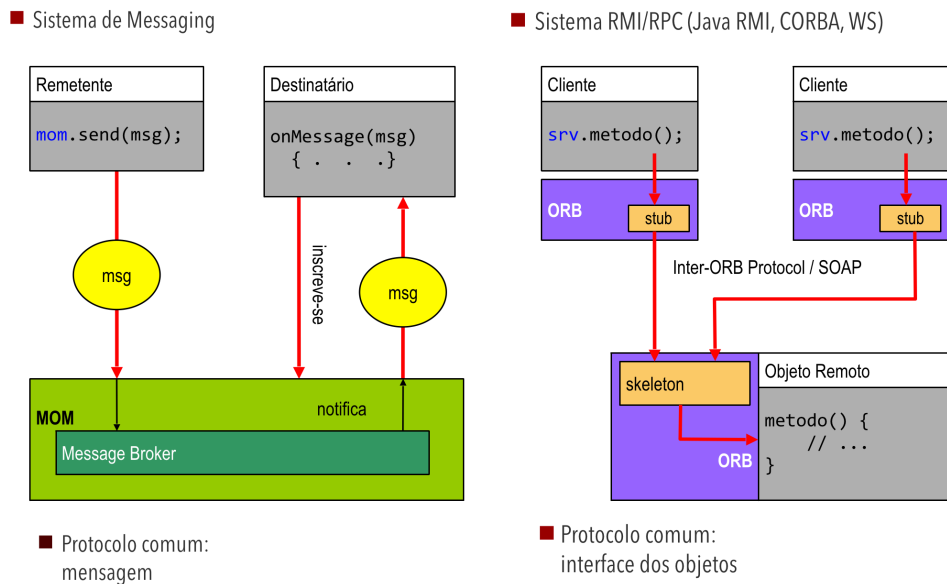 Sistema de Messaging
Remetente
mom.send(msg);
Destinatário
onMessage(msg)
{ . . .}
msg
inscreve-se
msg
notifica
MOM
Message Broker
Protocolo comum:
mensagem
Sistema RMI/RPC (Java RMI, CORBA, WS)
Cliente
srv.metodo();
ORB
stub
Cliente
srv.metodo();
ORB
stub
Inter-ORB Protocol / SOAP
skeleton
ORB
Objeto Remoto
metodo() {
// ...
}
Protocolo comum:
interface dos objetos